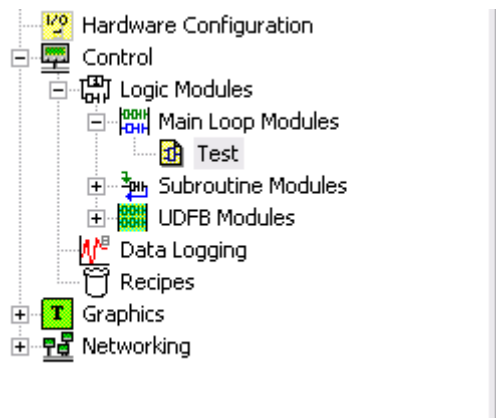 I/O Hardware Configuration
Control
Logic Modules
Main Loop Modules
Test
Subroutine Modules
UDFB Modules
Data Logging
Recipes
T Graphics
Networking